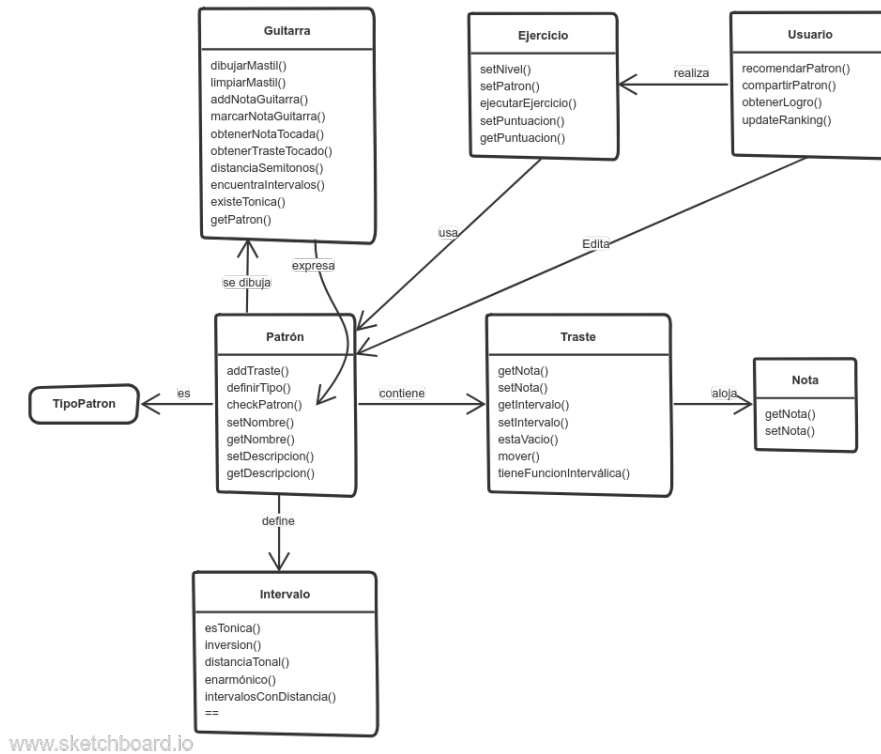 Guitarra
dibujarMastil()
limpiarMastil()
addNotaGuitarra()
marcarNotaGuitarra()
obtenerNotaTocada()
obtenerTrasteTocado()
distanciaSemitonos()
encuentraIntervalos()
existeTonica()
getPatron()
Ejercicio
setNivel()
setPatron()
ejecutarEjercicio()
setPuntuacion()
getPuntuacion()
realiza
Usuario
recomendarPatron()
compartirPatron()
obtenerLogro()
updateRanking()
usa
Edita
se dibuja
expresa
Patrón
addTraste()
definirTipo()
checkPatron()
setNombre()
getNombre()
setDescripcion()
getDescripcion()
es
TipoPatron
contiene
Traste
getNota()
setNota()
getIntervalo()
setIntervalo()
estaVacio()
mover()
tieneFuncionInterválica()
aloja
Nota
getNota()
setNota()
define
Intervalo
esTonica()
inversion()
distanciaTonal()
enarmónico()
intervalosConDistancia()
==
www.sketchboard.io